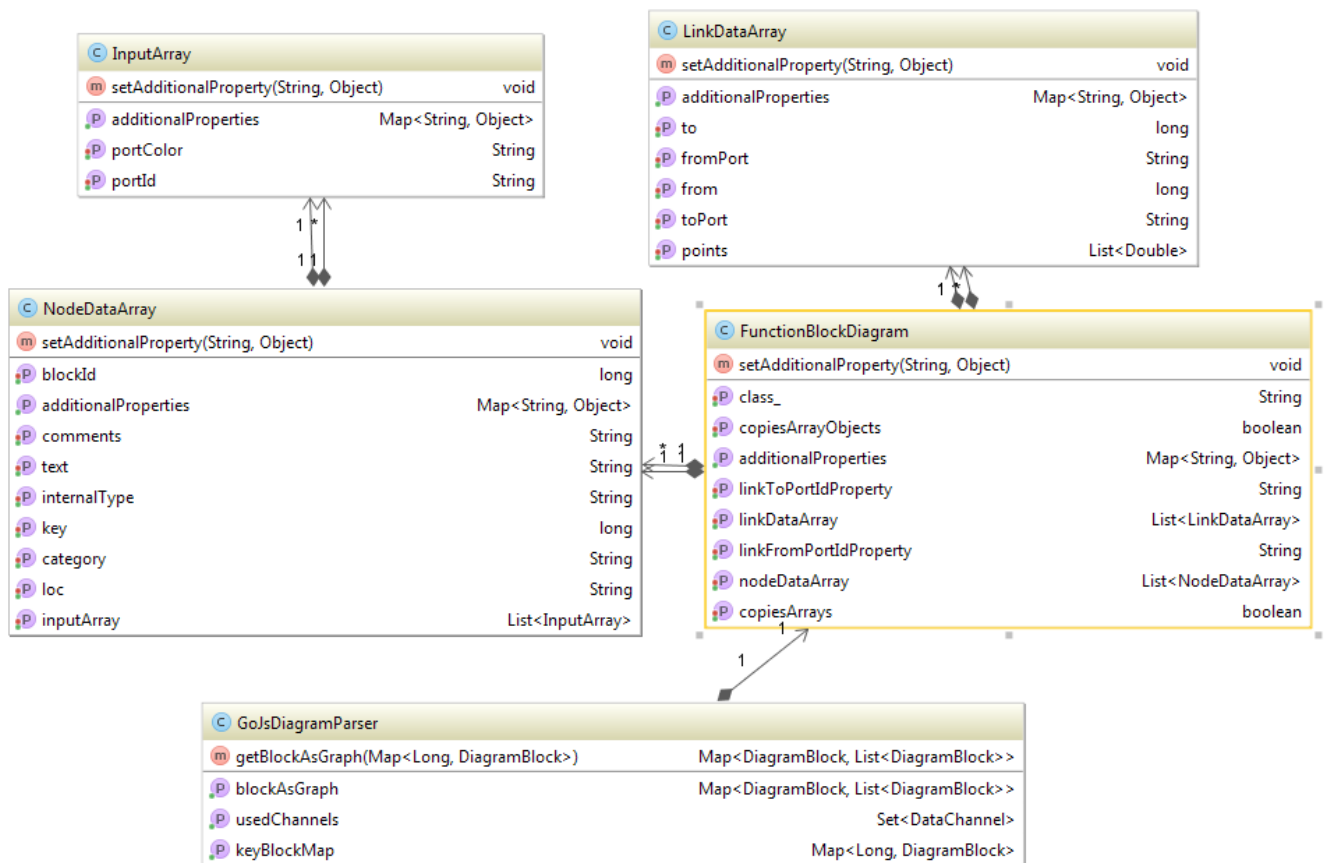 C InputArray
m setAdditionalProperty(String, Object) void
P additionalProperties Map<String, Object>
P portColor String
P portId String
1 *
1 1
C LinkDataArray
m setAdditionalProperty(String, Object) void
P additionalProperties Map<String, Object>
P to long
P fromPort String
P from long
P toPort String
P points List<Double>
1 *
C NodeDataArray
m setAdditionalProperty(String, Object) void
P blockId long
P additionalProperties Map<String, Object>
P comments String
P text String
P internalType String
P key long
P category String
P loc String
P inputArray List<InputArray>
* 1
1 1
C FunctionBlockDiagram
m setAdditionalProperty(String, Object) void
P class_ String
P copiesArrayObjects boolean
P additionalProperties Map<String, Object>
P linkToPortIdProperty String
P linkDataArray List<LinkDataArray>
P linkFromPortIdProperty String
P nodeDataArray List<NodeDataArray>
P copiesArrays boolean
1
1
C GoJsDiagramParser
m getBlockAsGraph(Map<Long, DiagramBlock>) Map<DiagramBlock, List<DiagramBlock>>
P blockAsGraph Map<DiagramBlock, List<DiagramBlock>>
P usedChannels Set<DataChannel>
P keyBlockMap Map<Long, DiagramBlock>